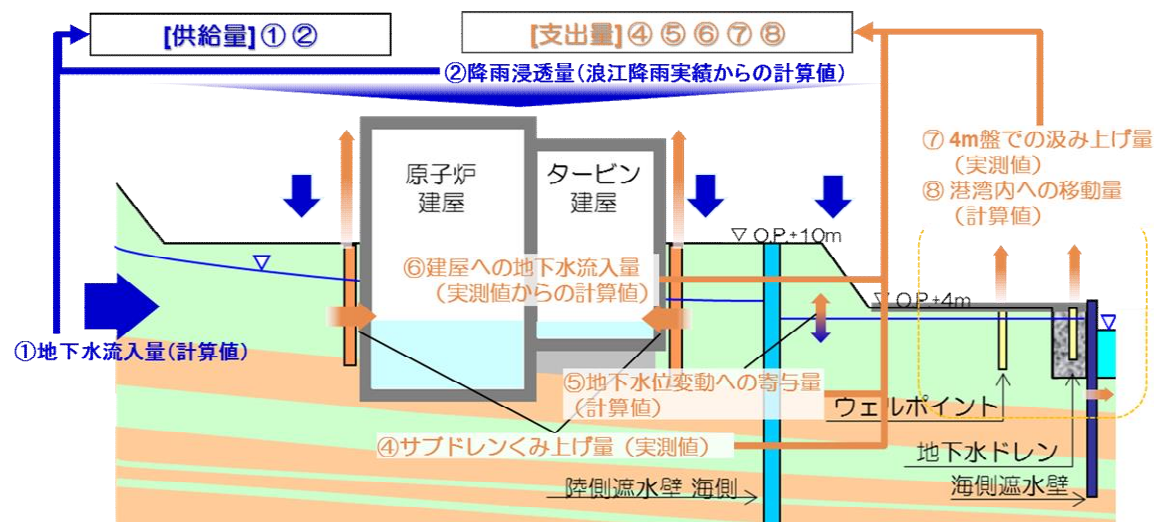 [供給量]① ②
[支出量]④ ⑤ ⑥ ⑦ ⑧
②降雨浸透量(浪江降雨実績からの計算値)
⑦ 4m盤での汲み上げ量
(実測値)
⑧ 港湾内への移動量
(計算値)
原子炉
建屋
タービン
建屋
▽ O.P.+10m
⑥建屋への地下水流入量
(実測値からの計算値)
▽ O.P.+4m
①地下水流入量(計算値)
⑤地下水位変動への寄与量
(計算値)
ウェルポイント
④サブドレンくみ上げ量(実測値)
地下水ドレン
陸側遮水壁 海側
海側遮水壁